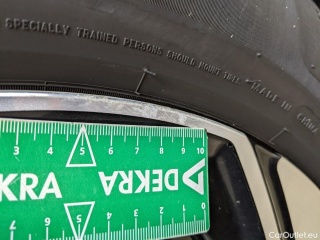 SPECIALLY TRAINED PERSONS SHOULD MOUNT TIRE
MADE IN CHINA
3 4 5 6 7 8 9 10
KRA DEKRA DEKRA
5 4 3 2 1 0
CarOutlet.eu